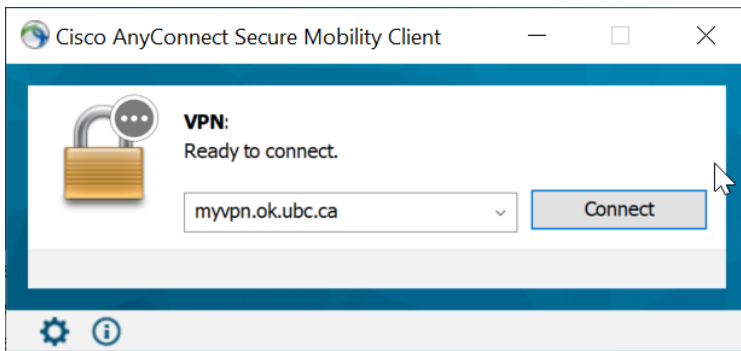 Cisco AnyConnect Secure Mobility Client
VPN:
Ready to connect.
myvpn.ok.ubc.ca
Connect